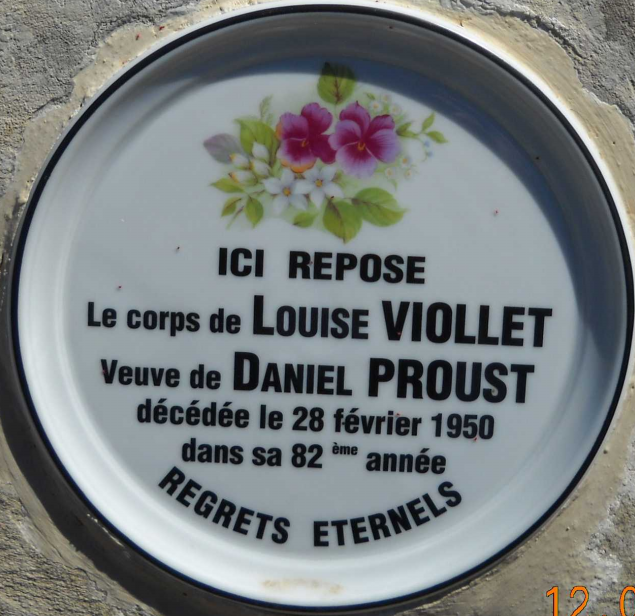 ICI REPOSE
Le corps de LOUISE VIOLLET
Veuve de DANIEL PROUST
décédée le 28 février 1950
dans sa 82 ème année
REGRETS ETERNELS